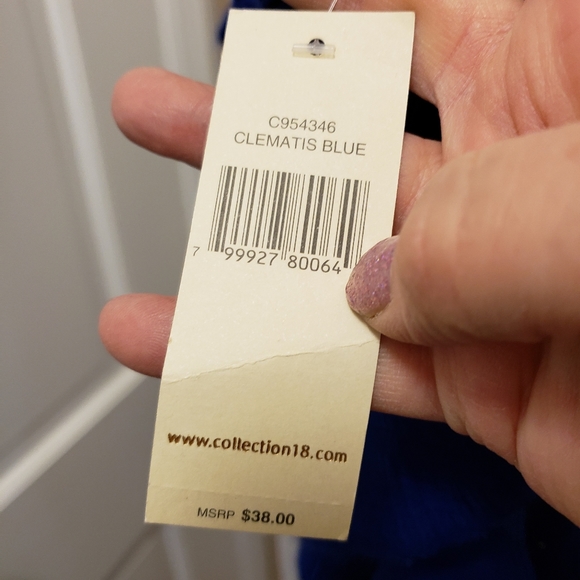 C954346
CLEMATIS BLUE
7 99927 80064
www.collection18.com
MSRP $38.00